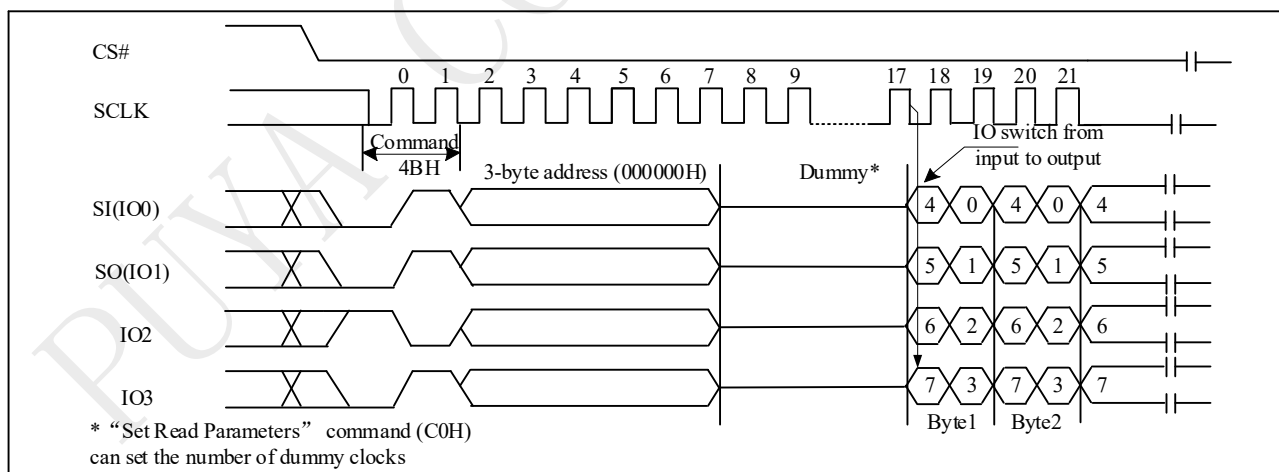 CS#
0 1 2 3 4 5 6 7 8 9 17 18 19 20 21
SCLK
Command
4BH
IO switch from
input to output
3-byte address (000000H)
Dummy*
SI(IO0)
4 0 4 0 4
SO(IO1)
5 1 5 1 5
IO2
6 2 6 2 6
IO3
7 3 7 3 7
Byte1 Byte2
* “Set Read Parameters” command (C0H)
can set the number of dummy clocks
PUYA CO